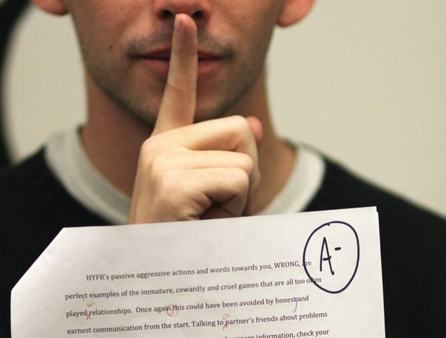 A-
HYFR's passive aggressive actions and words towards you, WRONG, are
perfect examples of the immature, cowardly and cruel games that are all too often
played relationships. Once again this could have been avoided by honest and
earnest communication from the start. Talking to partner's friends about problems
more information, check your